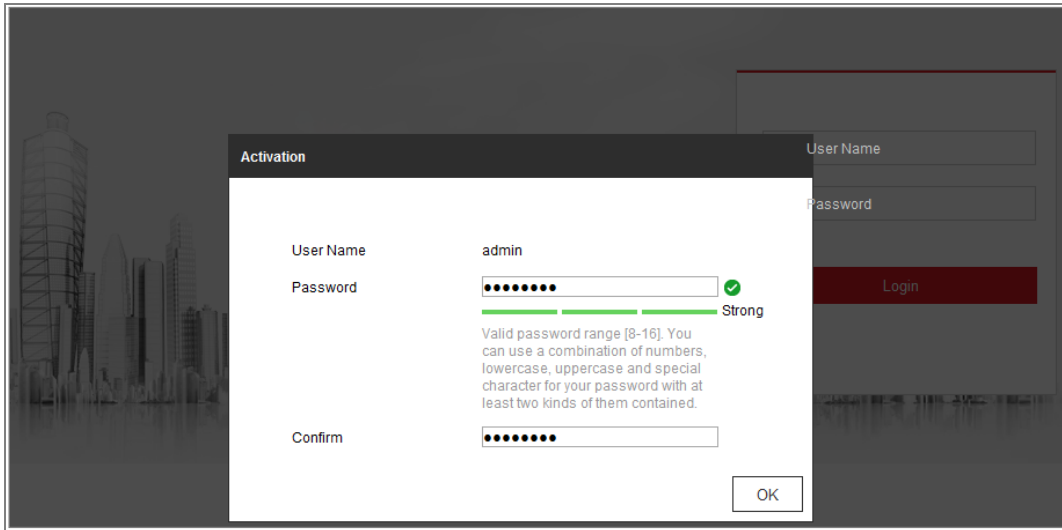 Activation
User Name
Password
Login
User Name admin
Password ●●●●●●●●
Strong
Valid password range [8-16]. You
can use a combination of numbers,
lowercase, uppercase and special
character for your password with at
least two kinds of them contained.
Confirm ●●●●●●●●
OK